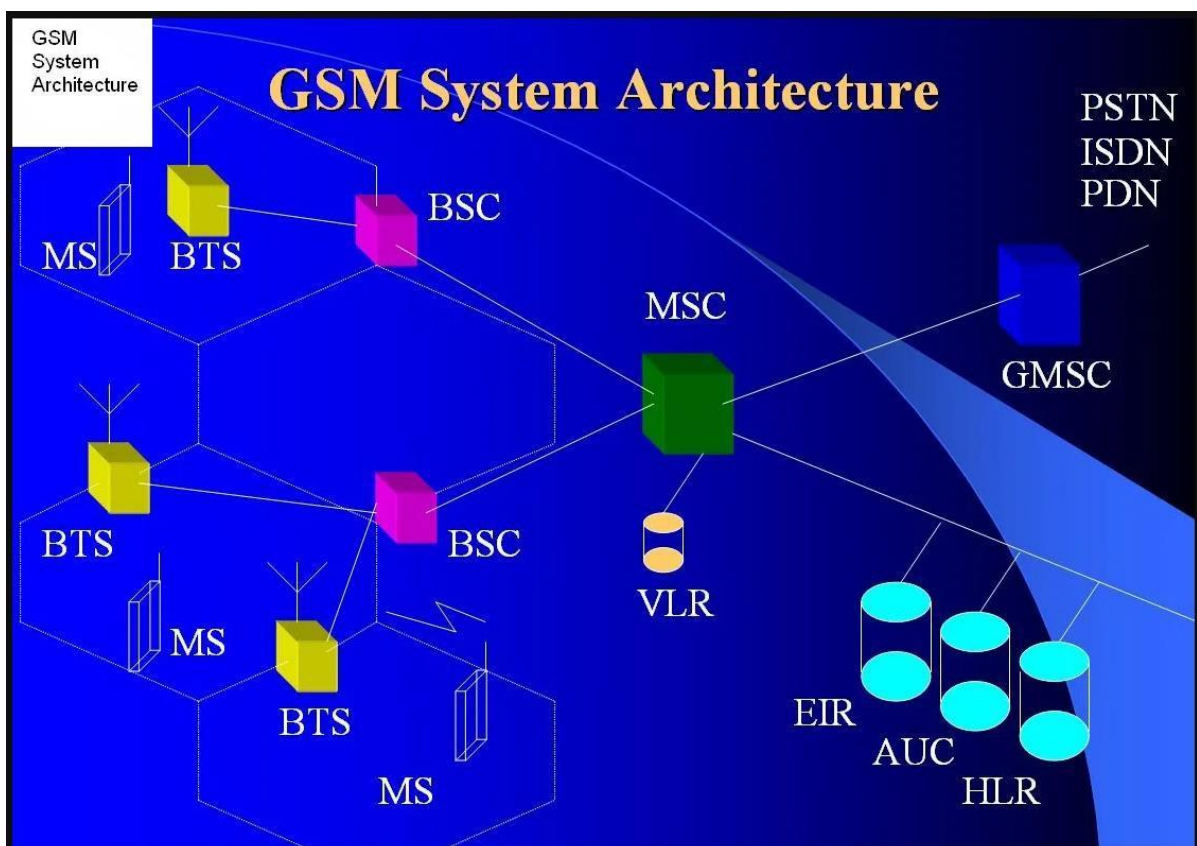 GSM
System
Architecture
GSM System Architecture
PSTN
ISDN
PDN
BSC
MS
BTS
MSC
GMSC
BTS
BSC
VLR
MS
BTS
MS
EIR
AUC
HLR